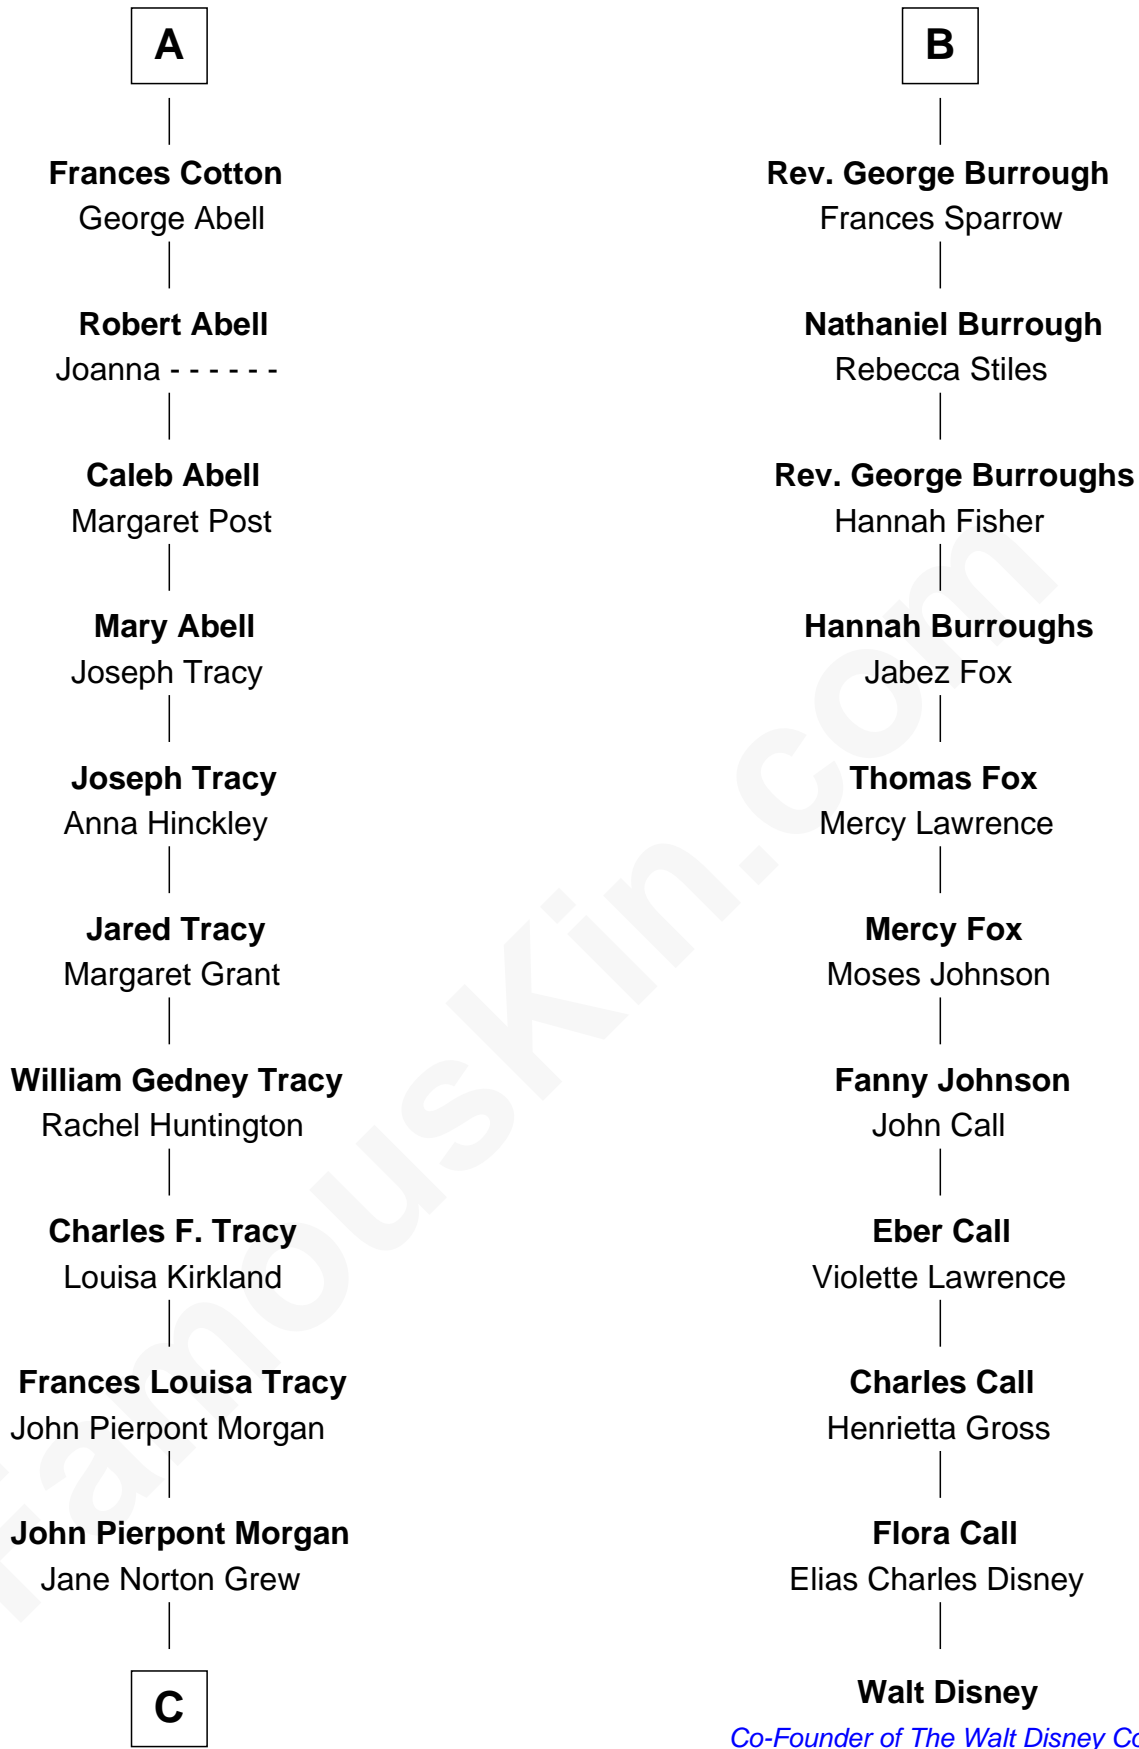 A
Frances Cotton
George Abell
Robert Abell
Joanna - - - - - -
Caleb Abell
Margaret Post
Mary Abell
Joseph Tracy
Joseph Tracy
Anna Hinckley
Jared Tracy
Margaret Grant
William Gedney Tracy
Rachel Huntington
Charles F. Tracy
Louisa Kirkland
Frances Louisa Tracy
John Pierpont Morgan
John Pierpont Morgan
Jane Norton Grew
C
B
Rev. George Burrough
Frances Sparrow
Nathaniel Burrough
Rebecca Stiles
Rev. George Burroughs
Hannah Fisher
Hannah Burroughs
Jabez Fox
Thomas Fox
Mercy Lawrence
Mercy Fox
Moses Johnson
Fanny Johnson
John Call
Eber Call
Violette Lawrence
Charles Call
Henrietta Gross
Flora Call
Elias Charles Disney
Walt Disney
Co-Founder of The Walt Disney Co
FamousKin.com